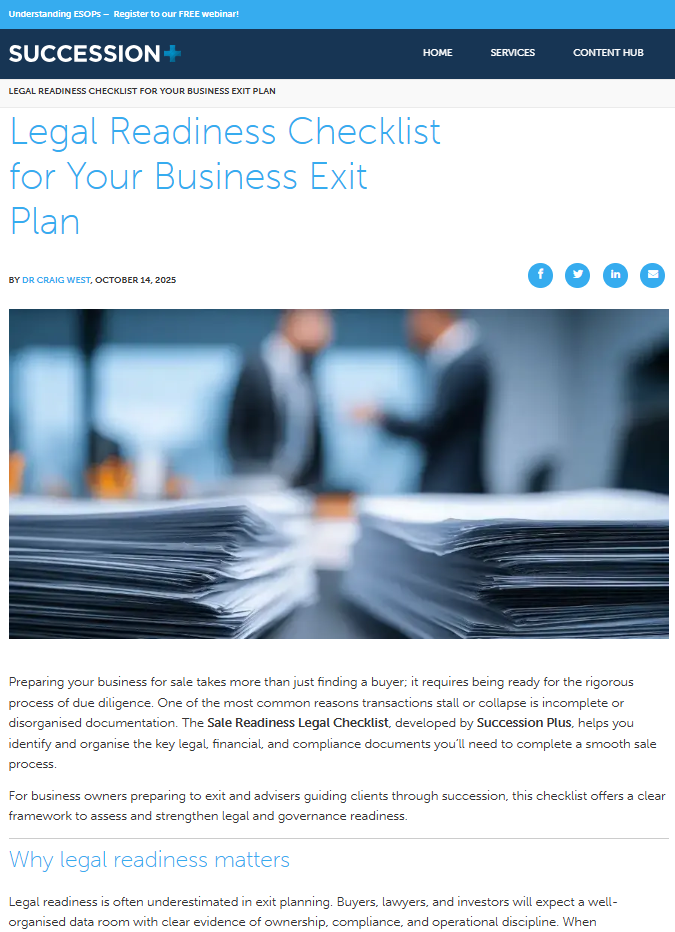 Understanding ESOPs – Register to our FREE webinar!
SUCCESSION+
HOME SERVICES CONTENT HUB
LEGAL READINESS CHECKLIST FOR YOUR BUSINESS EXIT PLAN
Legal Readiness Checklist
for Your Business Exit
Plan
BY DR CRAIG WEST, OCTOBER 14, 2025
Preparing your business for sale takes more than just finding a buyer; it requires being ready for the rigorous
process of due diligence. One of the most common reasons transactions stall or collapse is incomplete or
disorganised documentation. The Sale Readiness Legal Checklist, developed by Succession Plus, helps you
identify and organise the key legal, financial, and compliance documents you'll need to complete a smooth sale
process.
For business owners preparing to exit and advisers guiding clients through succession, this checklist offers a clear
framework to assess and strengthen legal and governance readiness.
Why legal readiness matters
Legal readiness is often underestimated in exit planning. Buyers, lawyers, and investors will expect a well-
organised data room with clear evidence of ownership, compliance, and operational discipline. When